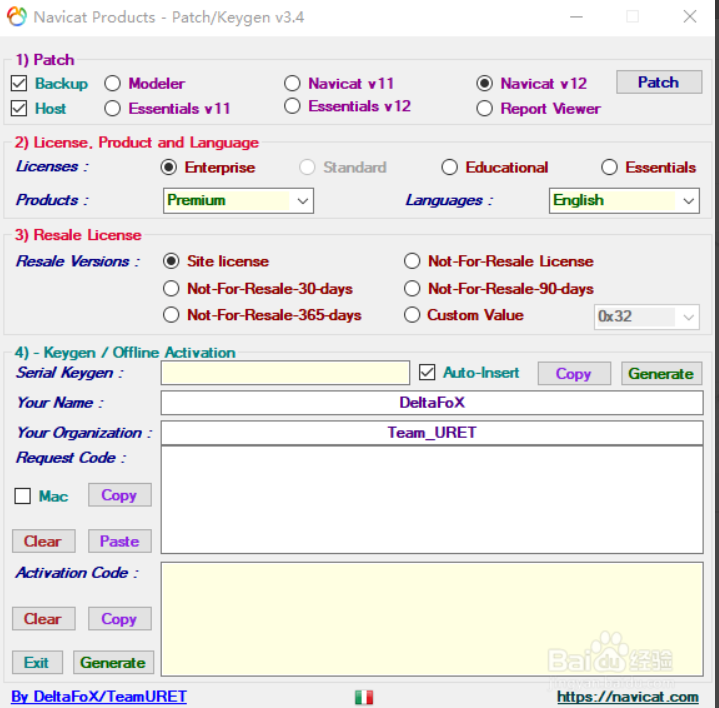 Navicat Products - Patch/Keygen v3.4
1) Patch
Backup Modeler Navicat v11 Navicat v12 Patch
Host Essentials v11 Essentials v12 Report Viewer
2) License, Product and Language
Licenses : Enterprise Standard Educational Essentials
Products : Premium Languages : English
3) Resale License
Resale Versions : Site license Not-For-Resale License
Not-For-Resale-30-days Not-For-Resale-90-days
Not-For-Resale-365-days Custom Value 0x32
4) - Keygen / Offline Activation
Serial Keygen : Auto-Insert Copy Generate
Your Name : DeltaFoX
Your Organization : Team_URET
Request Code :
Mac Copy
Clear Paste
Activation Code :
Clear Copy
Exit Generate
Baidu 经验
By DeltaFoX/TeamURET https://navicat.com